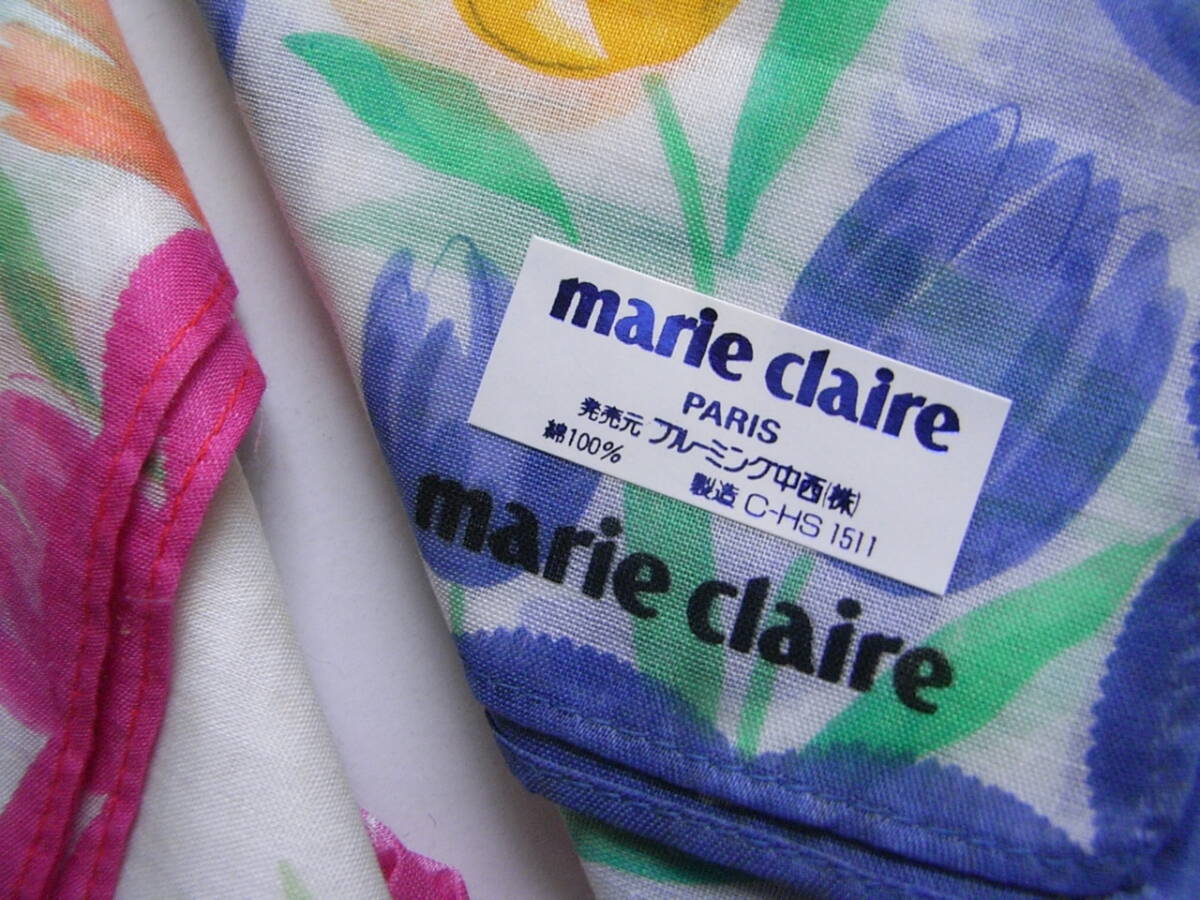 marie claire
PARIS
発売元 ブルーミング中西(株)
綿100% 製造 C-HS 1511
marie claire